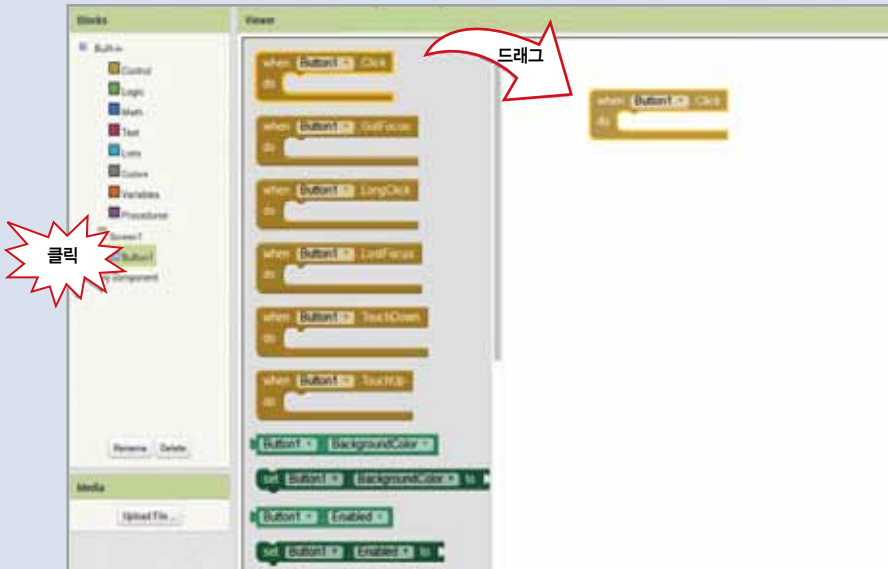 Blocks
Viewer
Built-in
Control
Logic
Math
Text
Lists
Colors
Variables
Procedures
Screen1
Button1
Any component
클릭
Rename Delete
Media
Upload File ...
when Button1 .Click
do
when Button1 .GotFocus
do
when Button1 .LongClick
do
when Button1 .LostFocus
do
when Button1 .TouchDown
do
when Button1 .TouchUp
do
Button1 . BackgroundColor
set Button1 . BackgroundColor to
Button1 . Enabled
set Button1 . Enabled to
드래그
when Button1 .Click
do